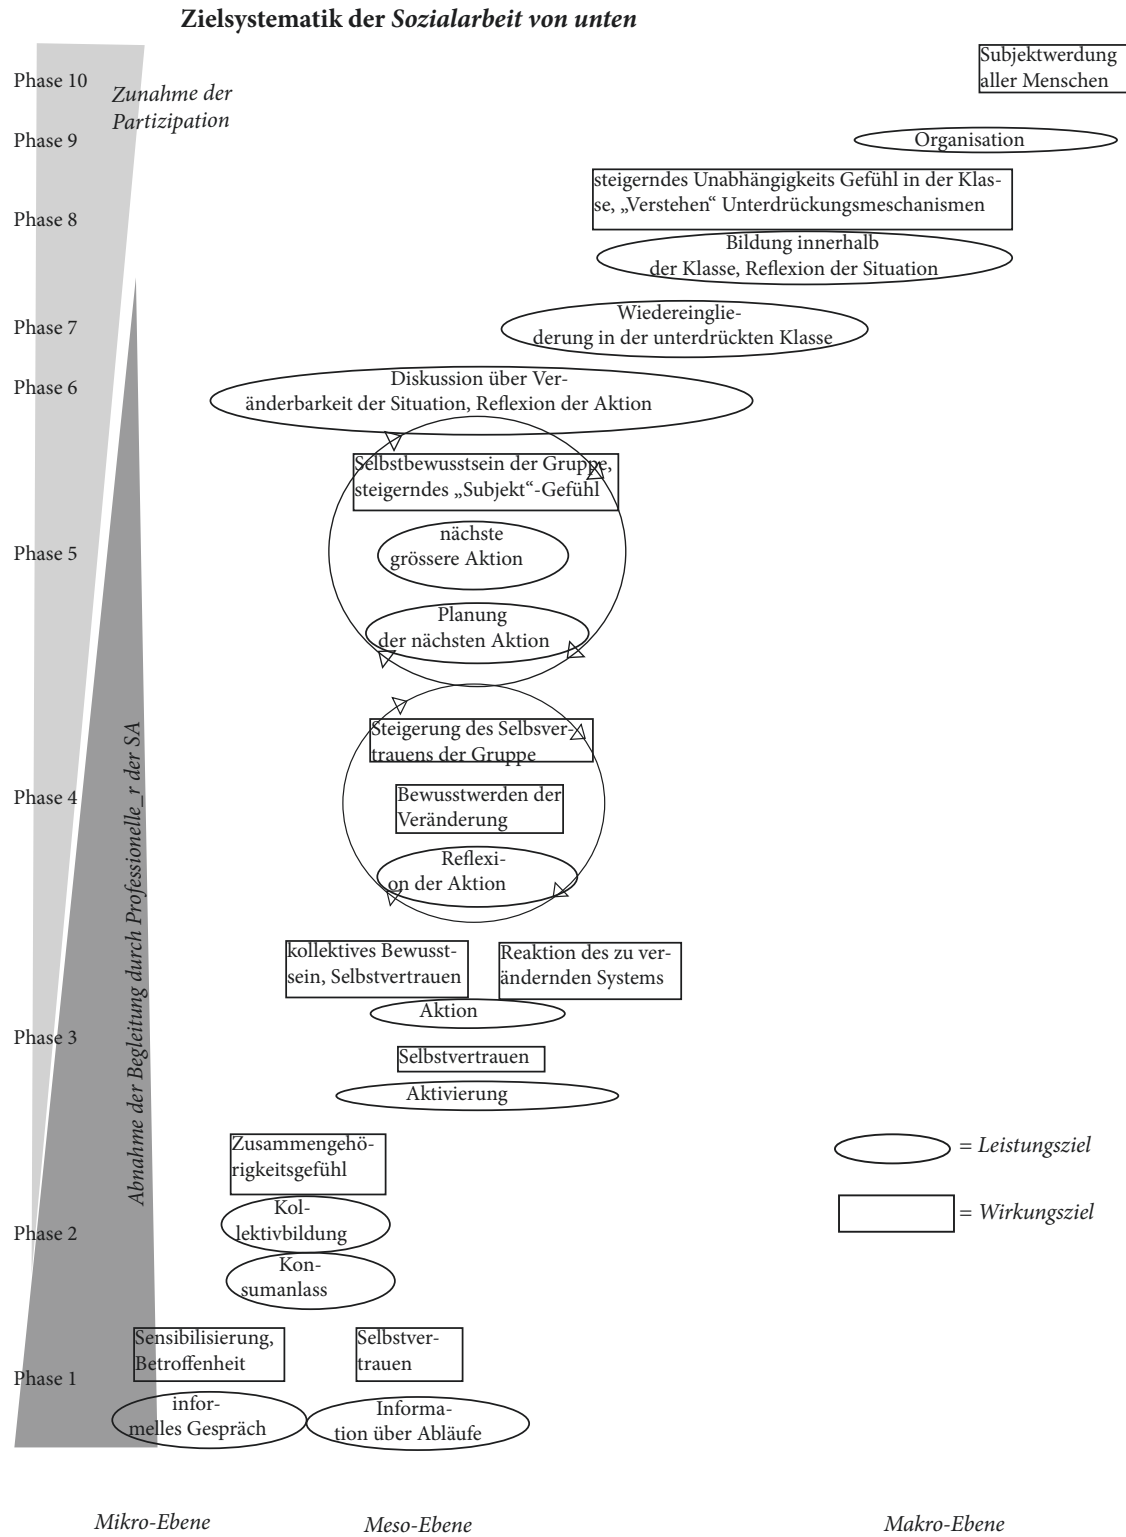 Zielsystematik der Sozialarbeit von unten
Phase 10
Zunahme der
Partizipation
Subjektwerdung
aller Menschen
Phase 9
Organisation
Phase 8
steigerndes Unabhängigkeits Gefühl in der Klas-
se, „Verstehen“ Unterdrückungsmeschanismen
Bildung innerhalb
der Klasse, Reflexion der Situation
Phase 7
Wiedereinglie-
derung in der unterdrückten Klasse
Phase 6
Diskussion über Ver-
änderbarkeit der Situation, Reflexion der Aktion
Selbstbewusstsein der Gruppe,
steigerndes „Subjekt“-Gefühl
Phase 5
nächste
grössere Aktion
Planung
der nächsten Aktion
Steigerung des Selbsver-
trauens der Gruppe
Phase 4
Bewusstwerden der
Veränderung
Reflexi-
on der Aktion
Abnahme der Begleitung durch Professionelle_r der SA
kollektives Bewusst-
sein, Selbstvertrauen
Reaktion des zu ver-
ändernden Systems
Aktion
Phase 3
Selbstvertrauen
Aktivierung
Zusammengehö-
rigkeitsgefühl
Kol-
lektivbildung
Phase 2
Kon-
sumanlass
= Leistungsziel
= Wirkungsziel
Sensibilisierung,
Betroffenheit
Selbstver-
trauen
Phase 1
infor-
melles Gespräch
Informa-
tion über Abläufe
Mikro-Ebene
Meso-Ebene
Makro-Ebene